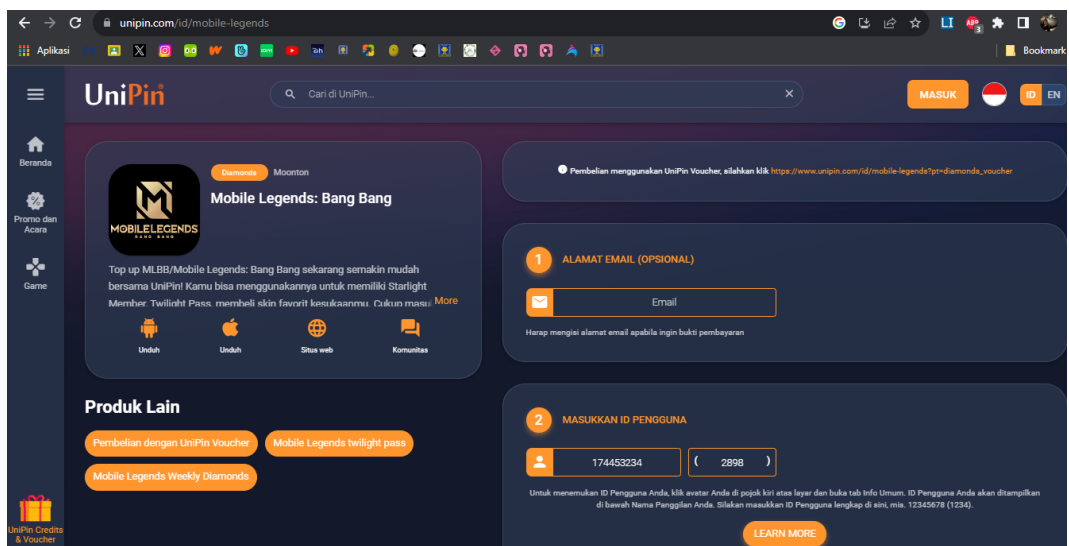 unipin.com/id/mobile-legends
Aplikasi
Bookmark
UniPin
Cari di UniPin...
MASUK
ID EN
Beranda
Promo dan
Acara
Game
UniPin Credits
& Voucher
Diamonds Moonton
Mobile Legends: Bang Bang
MOBILE LEGENDS
BANG BANG
Top up MLBB/Mobile Legends: Bang Bang sekarang semakin mudah
bersama UniPin! Kamu bisa menggunakannya untuk memiliki Starlight
Member, Twilight Pass, membeli skin favorit kesukaanmu. Cukup masu More
Unduh
Unduh
Situs web
Komunitas
Produk Lain
Pembelian dengan UniPin Voucher
Mobile Legends twilight pass
Mobile Legends Weekly Diamonds
Pembelian menggunakan UniPin Voucher, silahkan klik https://www.unipin.com/id/mobile-legends?pt=diamonds_voucher
1 ALAMAT EMAIL (OPSIONAL)
Email
Harap mengisi alamat email apabila ingin bukti pembayaran
2 MASUKKAN ID PENGGUNA
174453234 ( 2898 )
Untuk menemukan ID Pengguna Anda, klik avatar Anda di pojok kiri atas layar dan buka tab Info Umum. ID Pengguna Anda akan ditampilkan
di bawah Nama Panggilan Anda. Silakan masukkan ID Pengguna lengkap di sini, mis. 12345678 (1234).
LEARN MORE